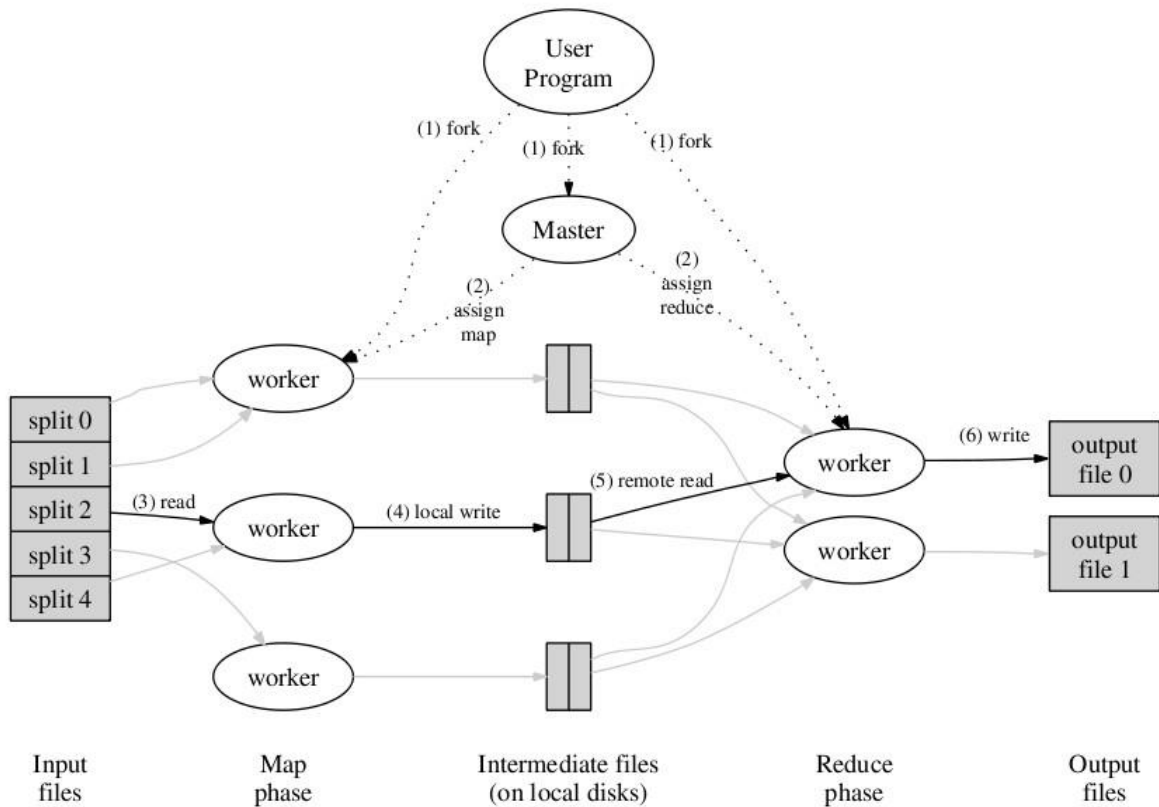 User
Program
(1) fork
(1) fork
(1) fork
Master
(2)
assign
map
(2)
assign
reduce
worker
split 0
split 1
split 2
split 3
split 4
(3) read
worker
(4) local write
worker
(5) remote read
worker
worker
(6) write
output
file 0
output
file 1
Input
files
Map
phase
Intermediate files
(on local disks)
Reduce
phase
Output
files